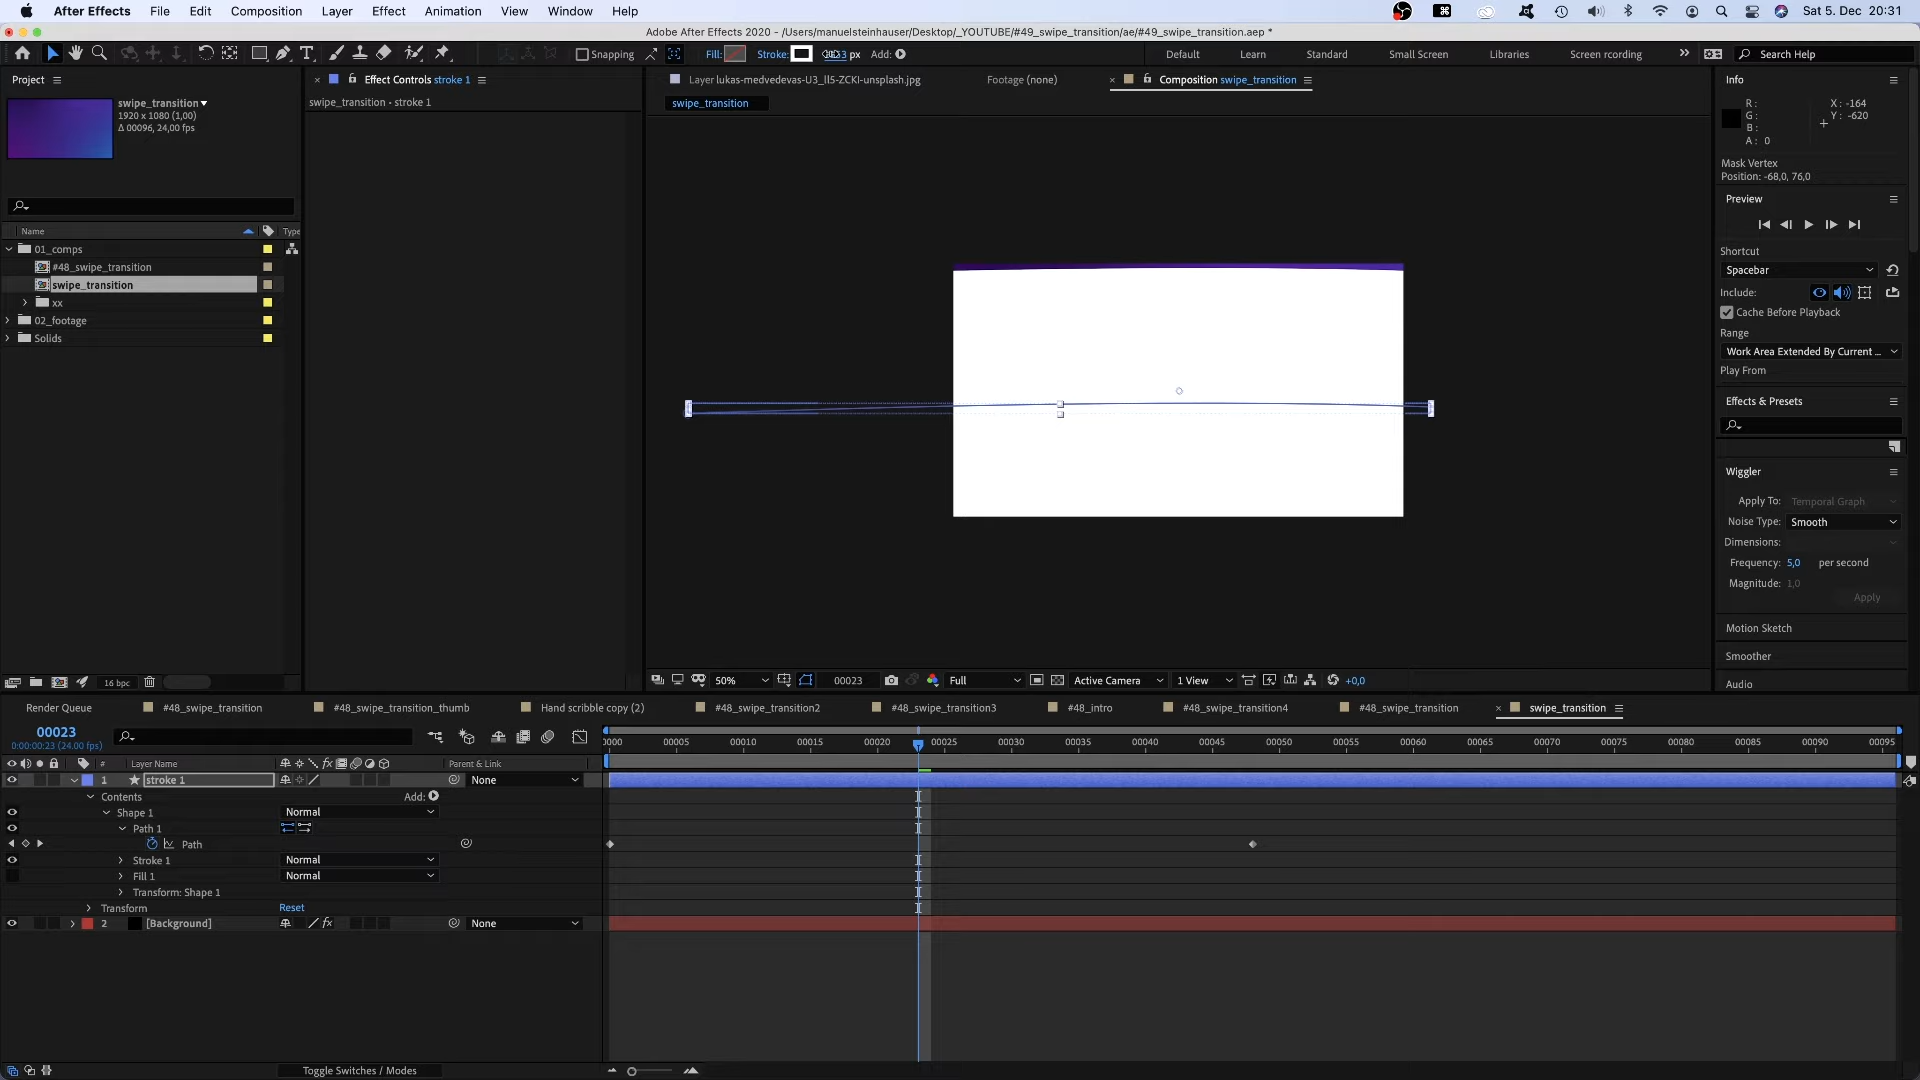 After Effects File Edit Composition Layer Effect Animation View Window Help
Sat 5. Dec 20:31
Adobe After Effects 2020 - /Users/manuelsteinhauser/Desktop/_YOUTUBE/#49_swipe_transition/ae/#49_swipe_transition.aep *
Snapping
Fill: Stroke: px Add:
Default Learn Standard Small Screen Libraries Screen recording
Search Help
Project
swipe_transition
1920 x 1080 (1,00)
Δ 00096, 24,00 fps
Name Type
01_comps
#48_swipe_transition
swipe_transition
xx
02_footage
Solids
16 bpc
Effect Controls stroke 1
swipe_transition • stroke 1
Layer lukas-medvedevas-U3_ll5-ZCKI-unsplash.jpg Footage (none) Composition swipe_transition
swipe_transition
50% 00023 Full Active Camera 1 View +0,0
Info
R : X : -164
G : Y : -620
B :
A : 0
Mask Vertex
Position: -68,0, 76,0
Preview
Shortcut
Spacebar
Include:
Cache Before Playback
Range
Work Area Extended By Current ...
Play From
Effects & Presets
Wiggler
Apply To: Temporal Graph
Noise Type: Smooth
Dimensions:
Frequency: 5,0 per second
Magnitude: 1,0
Apply
Motion Sketch
Smoother
Audio
Render Queue #48_swipe_transition #48_swipe_transition_thumb Hand scribble copy (2) #48_swipe_transition2 #48_swipe_transition3 #48_intro #48_swipe_transition4 #48_swipe_transition swipe_transition
00023
0:00:00:23 (24.00 fps)
0000 00005 00010 00015 00020 00025 00030 00035 00040 00045 00050 00055 00060 00065 00070 00075 00080 00085 00090 00095
# Layer Name fx Parent & Link
1 stroke 1 None
Contents Add:
Shape 1 Normal
Path 1
Path
Stroke 1 Normal
Fill 1 Normal
Transform: Shape 1
Transform Reset
2 [Background] fx None
Toggle Switches / Modes